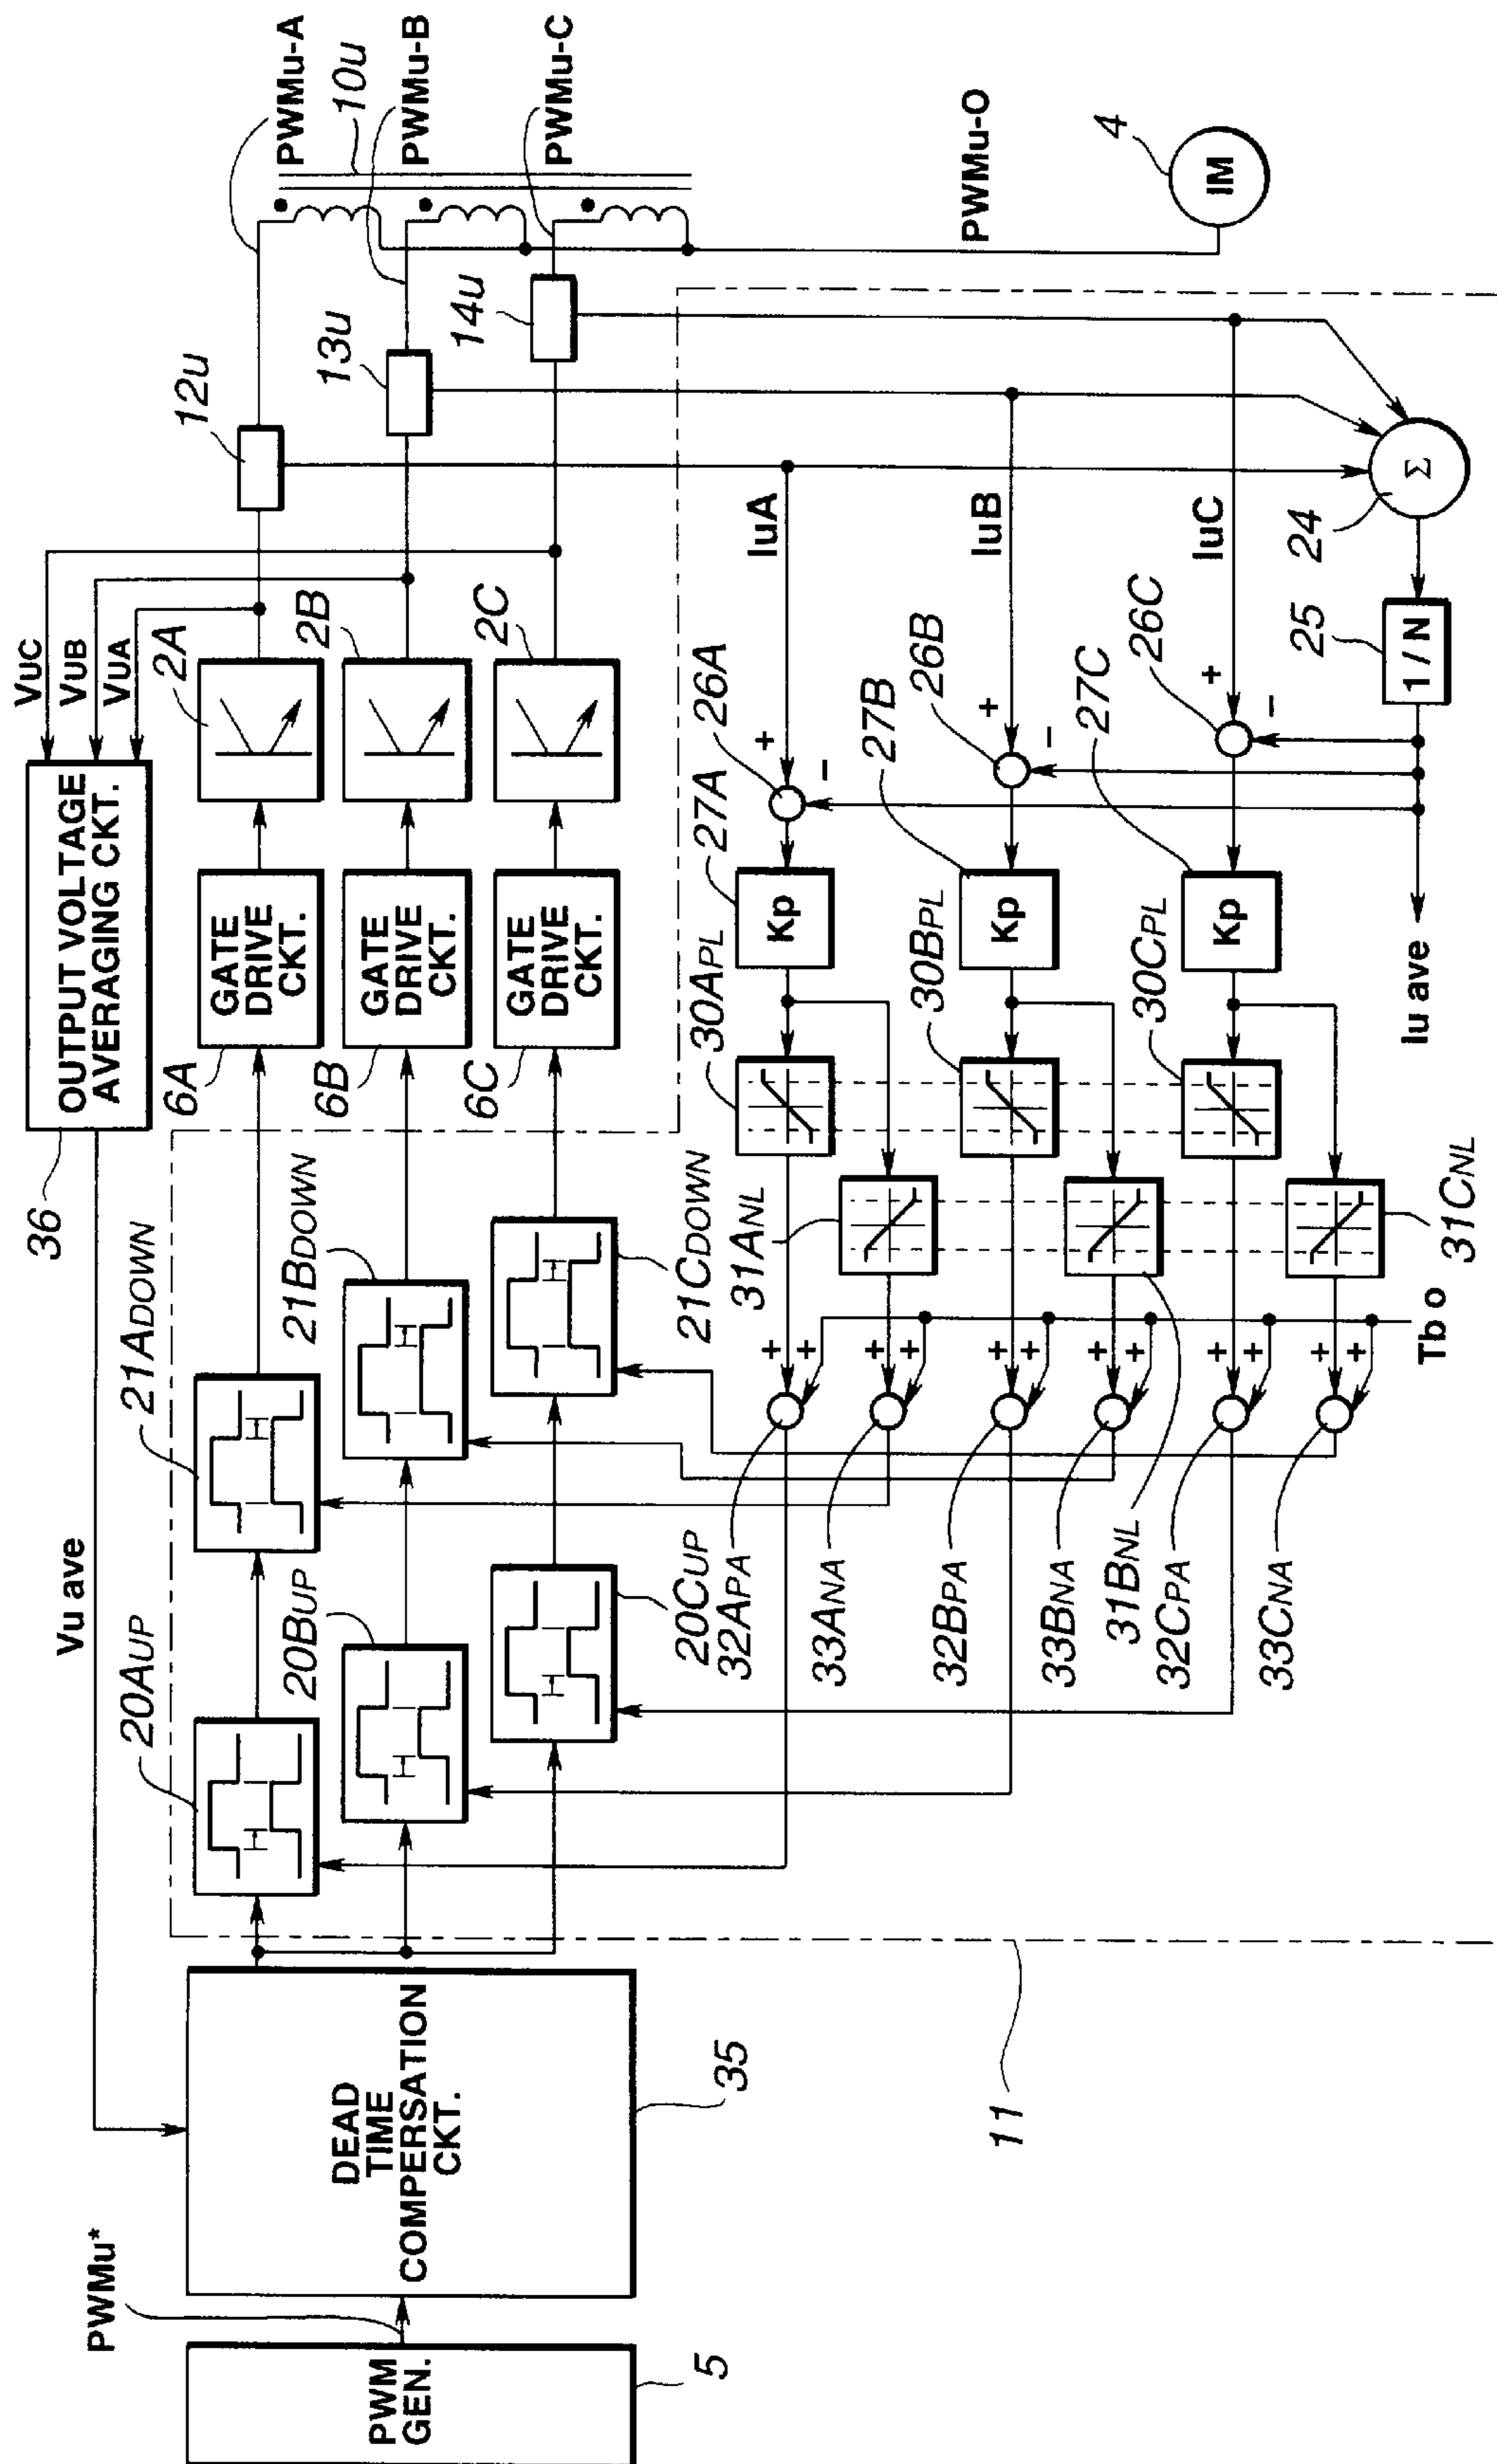 PWMu*
PWM
GEN.
5
DEAD
TIME
COMPERSATION
CKT.
35
11
Vu ave
36
OUTPUT VOLTAGE
AVERAGING CKT.
VUC
VUB
VUA
20AUP
20BUP
20CUP
21ADOWN
21BDOWN
21CDOWN
6A
GATE
DRIVE
CKT.
6B
GATE
DRIVE
CKT.
6C
GATE
DRIVE
CKT.
2A
2B
2C
12u
13u
14u
PWMu-A
10u
PWMu-B
PWMu-C
PWMu-O
4
IM
IuA
IuB
IuC
26A
+
−
26B
+
−
26C
+
−
27A
Kp
27B
Kp
27C
Kp
30APL
30BPL
30CPL
31ANL
31BNL
31CNL
32APA
+
+
33ANA
+
+
32BPA
+
+
33BNA
+
+
32CPA
+
+
33CNA
+
+
Tb o
Σ
24
25
1 / N
Iu ave